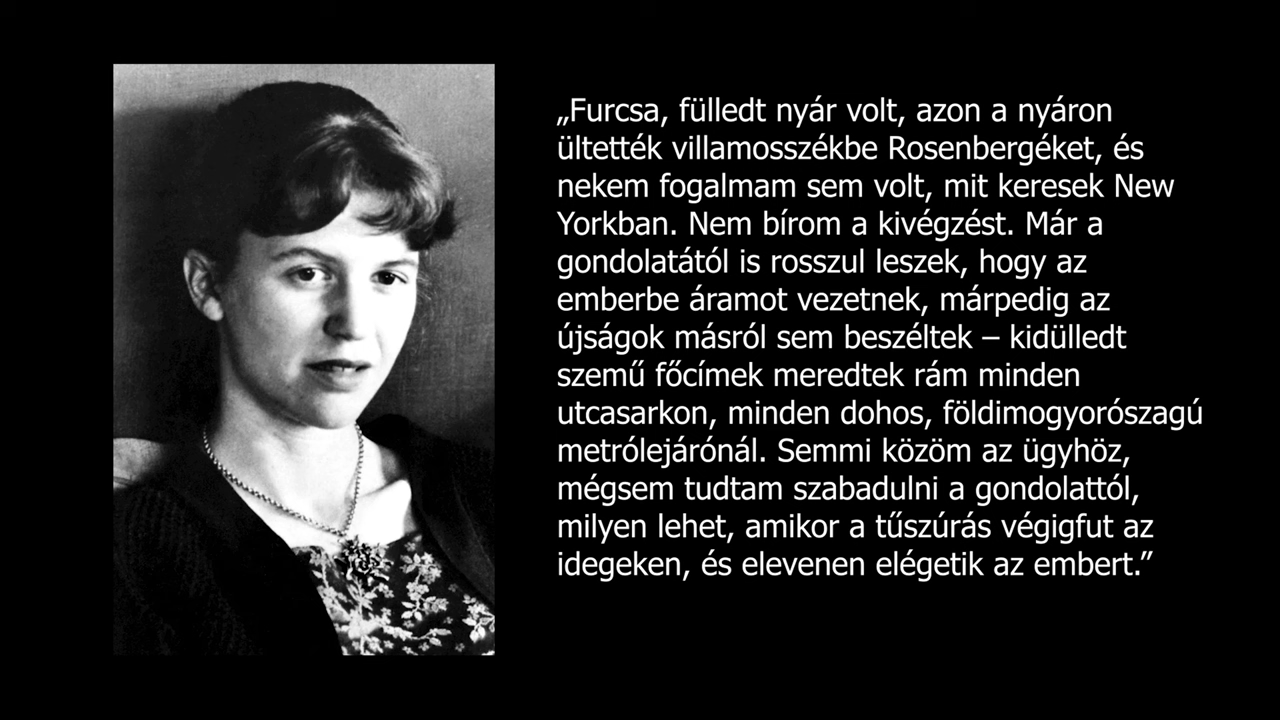 „Furcsa, fülledt nyár volt, azon a nyáron
ültették villamosszékbe Rosenbergéket, és
nekem fogalmam sem volt, mit keresek New
Yorkban. Nem bírom a kivégzést. Már a
gondolatától is rosszul leszek, hogy az
emberbe áramot vezetnek, márpedig az
újságok másról sem beszéltek – kidülledt
szemű főcímek meredtek rám minden
utcasarkon, minden dohos, földimogyorószagú
metrólejárónál. Semmi közöm az ügyhöz,
mégsem tudtam szabadulni a gondolattól,
milyen lehet, amikor a tűszúrás végigfut az
idegeken, és elevenen elégetik az embert.”